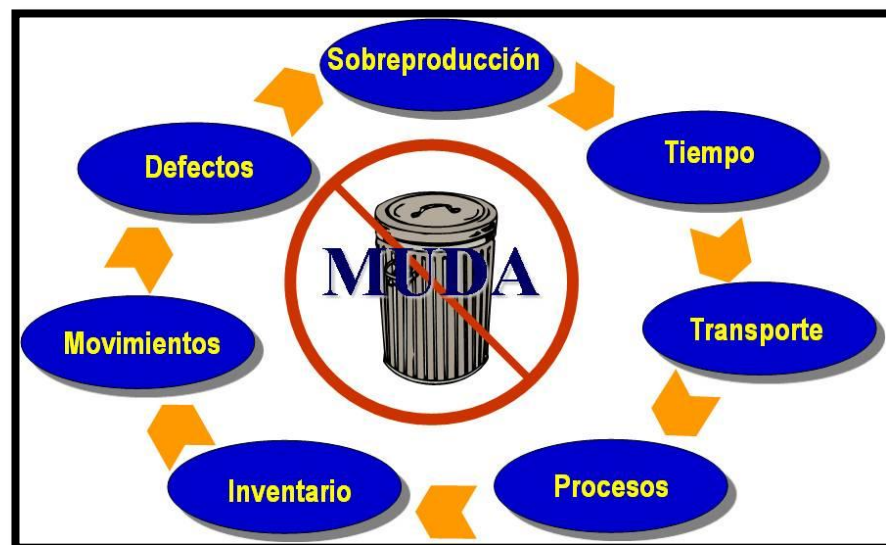 Sobreproducción
Tiempo
Transporte
Procesos
Inventario
Movimientos
Defectos
MUDA